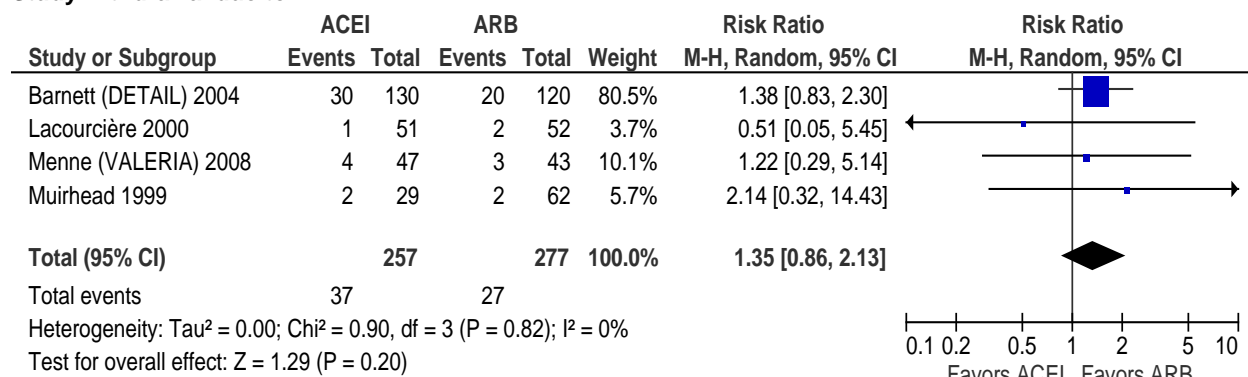 ACEI ARB Risk Ratio Risk Ratio
Study or Subgroup Events Total Events Total Weight M-H, Random, 95% CI M-H, Random, 95% CI
Barnett (DETAIL) 2004 30 130 20 120 80.5% 1.38 [0.83, 2.30]
Lacourcière 2000 1 51 2 52 3.7% 0.51 [0.05, 5.45]
Menne (VALERIA) 2008 4 47 3 43 10.1% 1.22 [0.29, 5.14]
Muirhead 1999 2 29 2 62 5.7% 2.14 [0.32, 14.43]
Total (95% CI) 257 277 100.0% 1.35 [0.86, 2.13]
Total events 37 27
Heterogeneity: Tau² = 0.00; Chi² = 0.90, df = 3 (P = 0.82); I² = 0%
Test for overall effect: Z = 1.29 (P = 0.20)
0.1 0.2 0.5 1 2 5 10
Favors ACEI Favors ARB